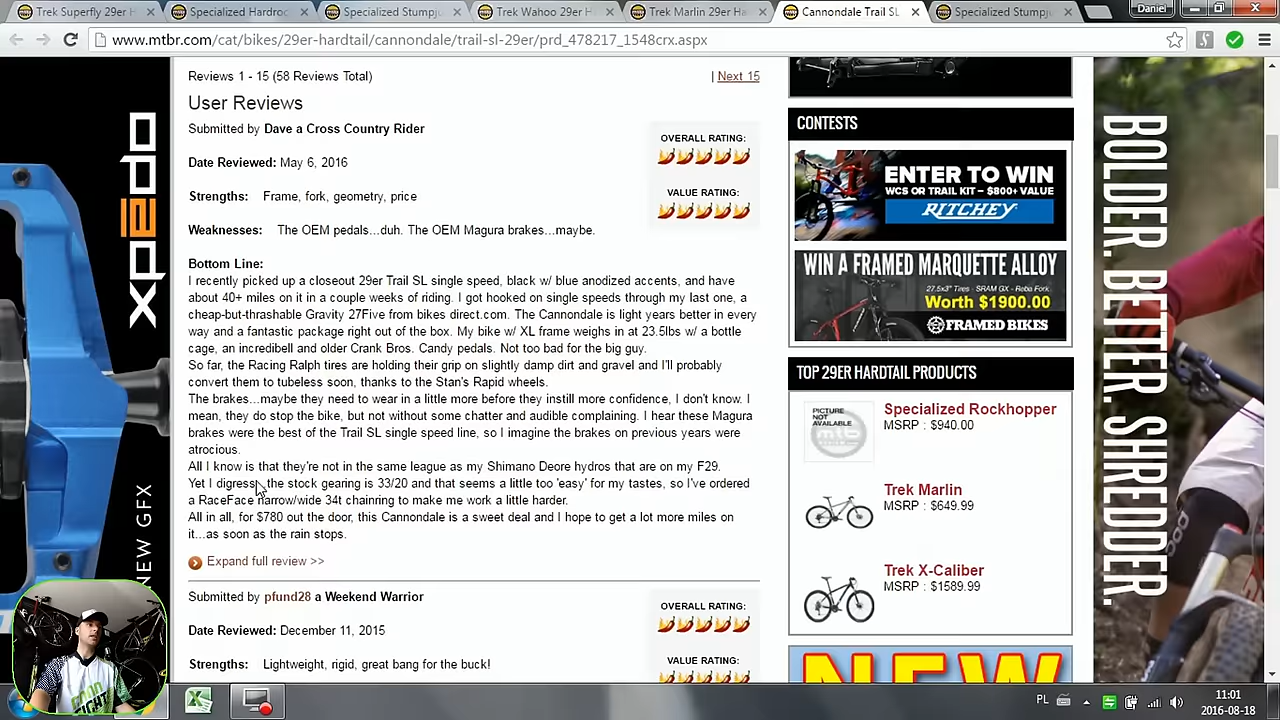 Trek Superfly 29er H
Specialized Hardroc
Specialized Stumpj
Trek Wahoo 29er H
Trek Marlin 29er Ha
Cannondale Trail SL
Specialized Stumpj
Daniel
www.mtbr.com/cat/bikes/29er-hardtail/cannondale/trail-sl-29er/prd_478217_1548crx.aspx
Reviews 1 - 15 (58 Reviews Total)
| Next 15
User Reviews
Submitted by Dave a Cross Country Rider
OVERALL RATING:
Date Reviewed: May 6, 2016
VALUE RATING:
Strengths: Frame, fork, geometry, price
Weaknesses: The OEM pedals...duh. The OEM Magura brakes...maybe.
Bottom Line:
I recently picked up a closeout 29er Trail SL single speed, black w/ blue anodized accents, and have
about 40+ miles on it in a couple weeks of riding. I got hooked on single speeds through my last one, a
cheap-but-thrashable Gravity 27Five from bikes direct.com. The Cannondale is light years better in every
way and a fantastic package right out of the box. My bike w/ XL frame weighs in at 23.5lbs w/ a bottle
cage, an incredibell and older Crank Bros. Candy pedals. Not too bad for the big guy.
So far, the Racing Ralph tires are holding their grip on slightly damp dirt and gravel and I'll probably
convert them to tubeless soon, thanks to the Stan's Rapid wheels.
The brakes...maybe they need to wear in a little more before they instill more confidence, I don't know. I
mean, they do stop the bike, but not without some chatter and audible complaining. I hear these Magura
brakes were the best of the Trail SL single speed line, so I imagine the brakes on previous years were
atrocious.
All I know is that they're not in the same league as my Shimano Deore hydros that are on my F29.
Yet I digress...the stock gearing is 33/20 and that seems a little too 'easy' for my tastes, so I've ordered
a RaceFace narrow/wide 34t chainring to make me work a little harder.
All in all, for $780 out the door, this Cannondale is a sweet deal and I hope to get a lot more miles on
it...as soon as the rain stops.
Expand full review >>
Submitted by pfund28 a Weekend Warrior
OVERALL RATING:
Date Reviewed: December 11, 2015
VALUE RATING:
Strengths: Lightweight, rigid, great bang for the buck!
CONTESTS
ENTER TO WIN
WCS OR TRAIL KIT – $800+ VALUE
RITCHEY
WIN A FRAMED MARQUETTE ALLOY
27.5x3" Tires · SRAM GX · Reba Fork
Worth $1900.00
FRAMED BIKES
TOP 29ER HARDTAIL PRODUCTS
PICTURE
NOT
AVAILABLE
Specialized Rockhopper
MSRP : $940.00
Trek Marlin
MSRP : $649.99
Trek X-Caliber
MSRP : $1589.99
NEW
xpedo
NEW GFX
BOLDER. BETTER. SHREDDER.
PL
11:01
2016-08-18